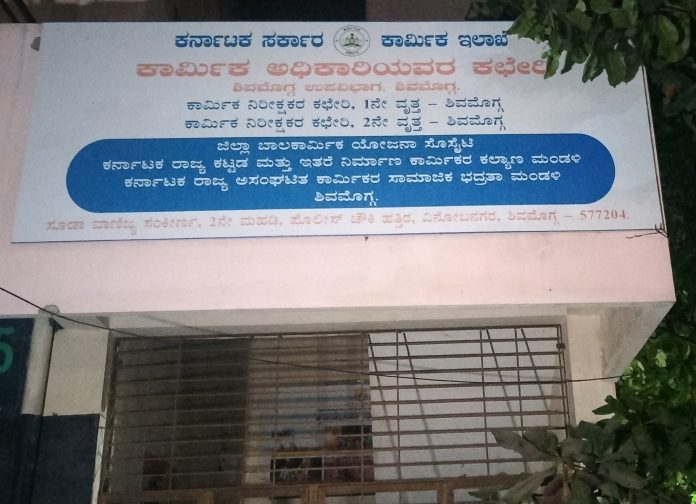 ಕರ್ನಾಟಕ ಸರ್ಕಾರ ಕಾರ್ಮಿಕ ಇಲಾಖೆ
ಕಾರ್ಮಿಕ ಅಧಿಕಾರಿಯವರ ಕಛೇರಿ
ಶಿವಮೊಗ್ಗ ಉಪವಿಭಾಗ, ಶಿವಮೊಗ್ಗ.
ಕಾರ್ಮಿಕ ನಿರೀಕ್ಷಕರ ಕಛೇರಿ, 1ನೇ ವೃತ್ತ – ಶಿವಮೊಗ್ಗ
ಕಾರ್ಮಿಕ ನಿರೀಕ್ಷಕರ ಕಛೇರಿ, 2ನೇ ವೃತ್ತ – ಶಿವಮೊಗ್ಗ
ಜಿಲ್ಲಾ ಬಾಲಕಾರ್ಮಿಕ ಯೋಜನಾ ಸೊಸೈಟಿ
ಕರ್ನಾಟಕ ರಾಜ್ಯ ಕಟ್ಟಡ ಮತ್ತು ಇತರೆ ನಿರ್ಮಾಣ ಕಾರ್ಮಿಕರ ಕಲ್ಯಾಣ ಮಂಡಳಿ
ಕರ್ನಾಟಕ ರಾಜ್ಯ ಅಸಂಘಟಿತ ಕಾರ್ಮಿಕರ ಸಾಮಾಜಿಕ ಭದ್ರತಾ ಮಂಡಳಿ
ಶಿವಮೊಗ್ಗ.
ಸೂಡಾ ವಾಣಿಜ್ಯ ಸಂಕೀರ್ಣ, 2ನೇ ಮಹಡಿ, ಪೊಲೀಸ್ ಚೌಕಿ ಹತ್ತಿರ, ವಿನೋಬನಗರ, ಶಿವಮೊಗ್ಗ – 577204.
5